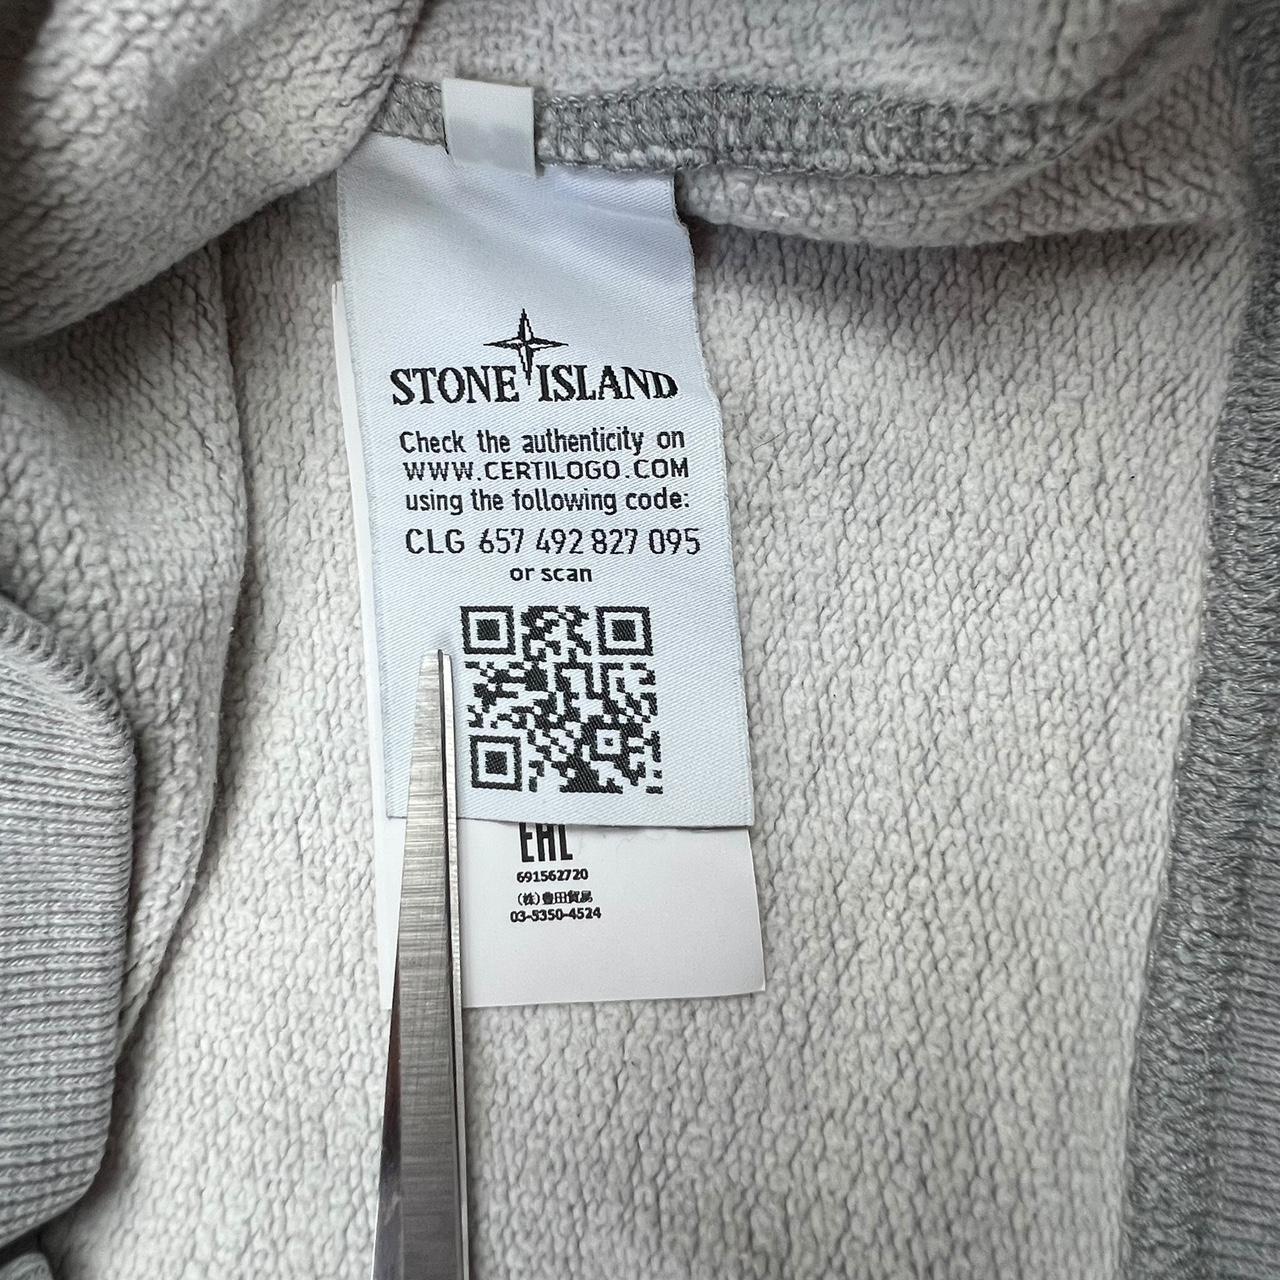 STONE ISLAND
Check the authenticity on
WWW.CERTILOGO.COM
using the following code:
CLG 657 492 827 095
or scan
EAC
691562720
(株)豊田貿易
03-5350-4524